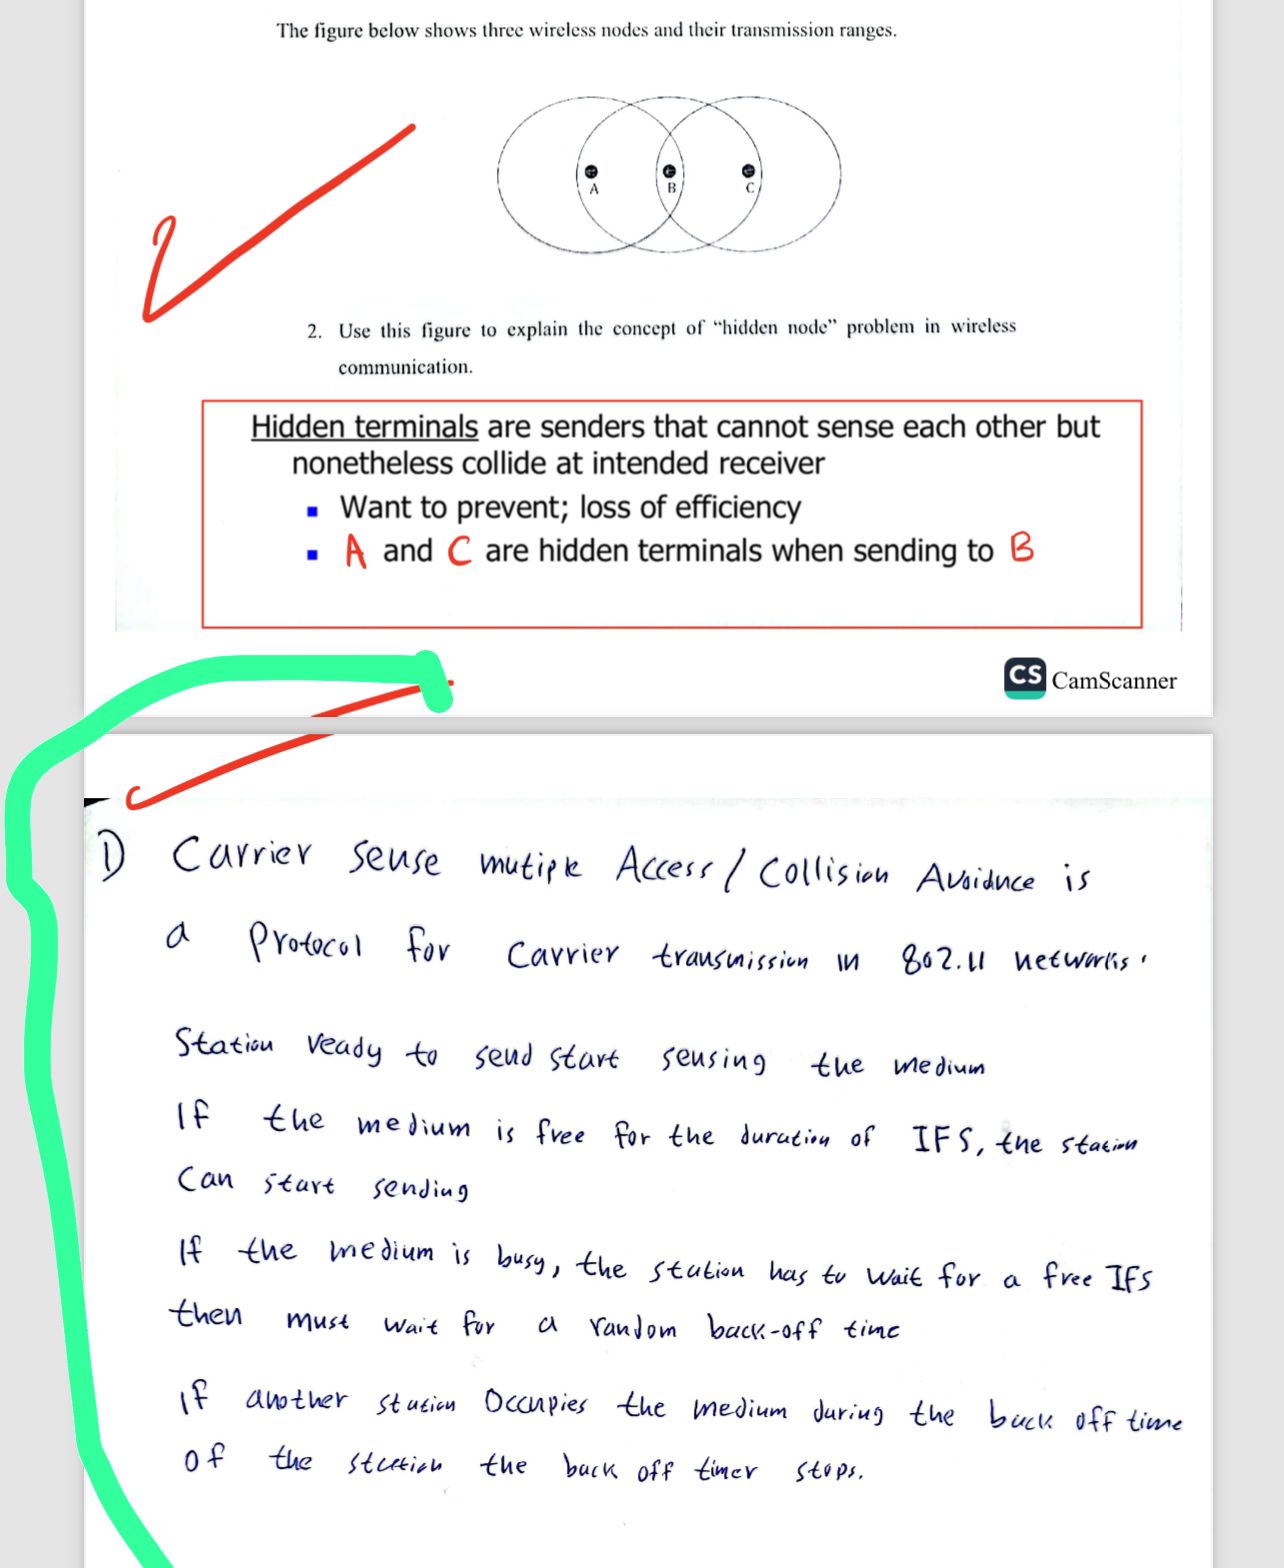 The figure below shows three wireless nodes and their transmission ranges.
A B C
2. Use this figure to explain the concept of “hidden node” problem in wireless
communication.
Hidden terminals are senders that cannot sense each other but
nonetheless collide at intended receiver
▪ Want to prevent; loss of efficiency
▪ A and C are hidden terminals when sending to B
CS CamScanner
1) Carrier sense mutiple Access / Collision Avoidnce is
a Protocol for Carrier transmission in 802.11 networks.
Station ready to send start sensing the medium
If the medium is free for the duration of IFS, the station
Can start sending
If the medium is busy, the station has to wait for a free IFS
then must wait for a random back-off time
if another station Occupies the medium during the back off time
of the station the back off timer stops.